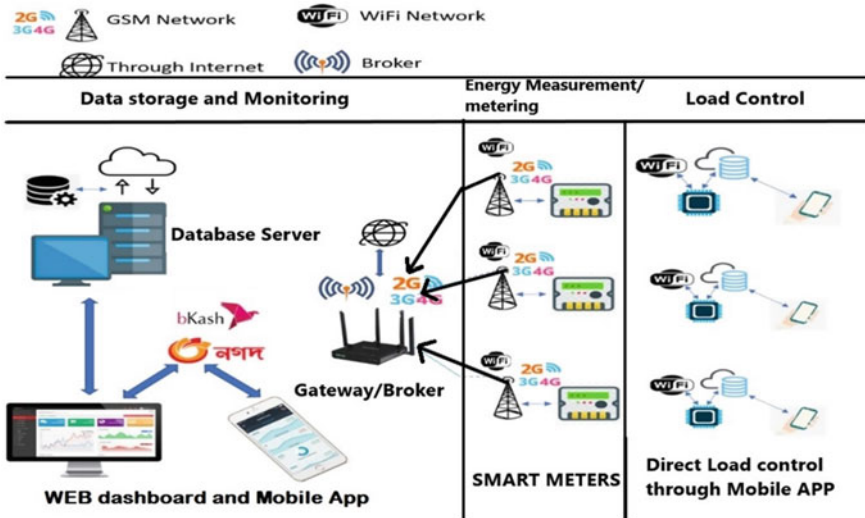 2G
3G4G
GSM Network
WiFi
WiFi Network
Through Internet
Broker
Data storage and Monitoring
Energy Measurement/
metering
Load Control
Database Server
bKash
নগদ
2G
3G4G
Gateway/Broker
WEB dashboard and Mobile App
WiFi
2G
3G4G
WiFi
2G
3G4G
WiFi
2G
3G4G
SMART METERS
WiFi
WiFi
WiFi
Direct Load control
through Mobile APP